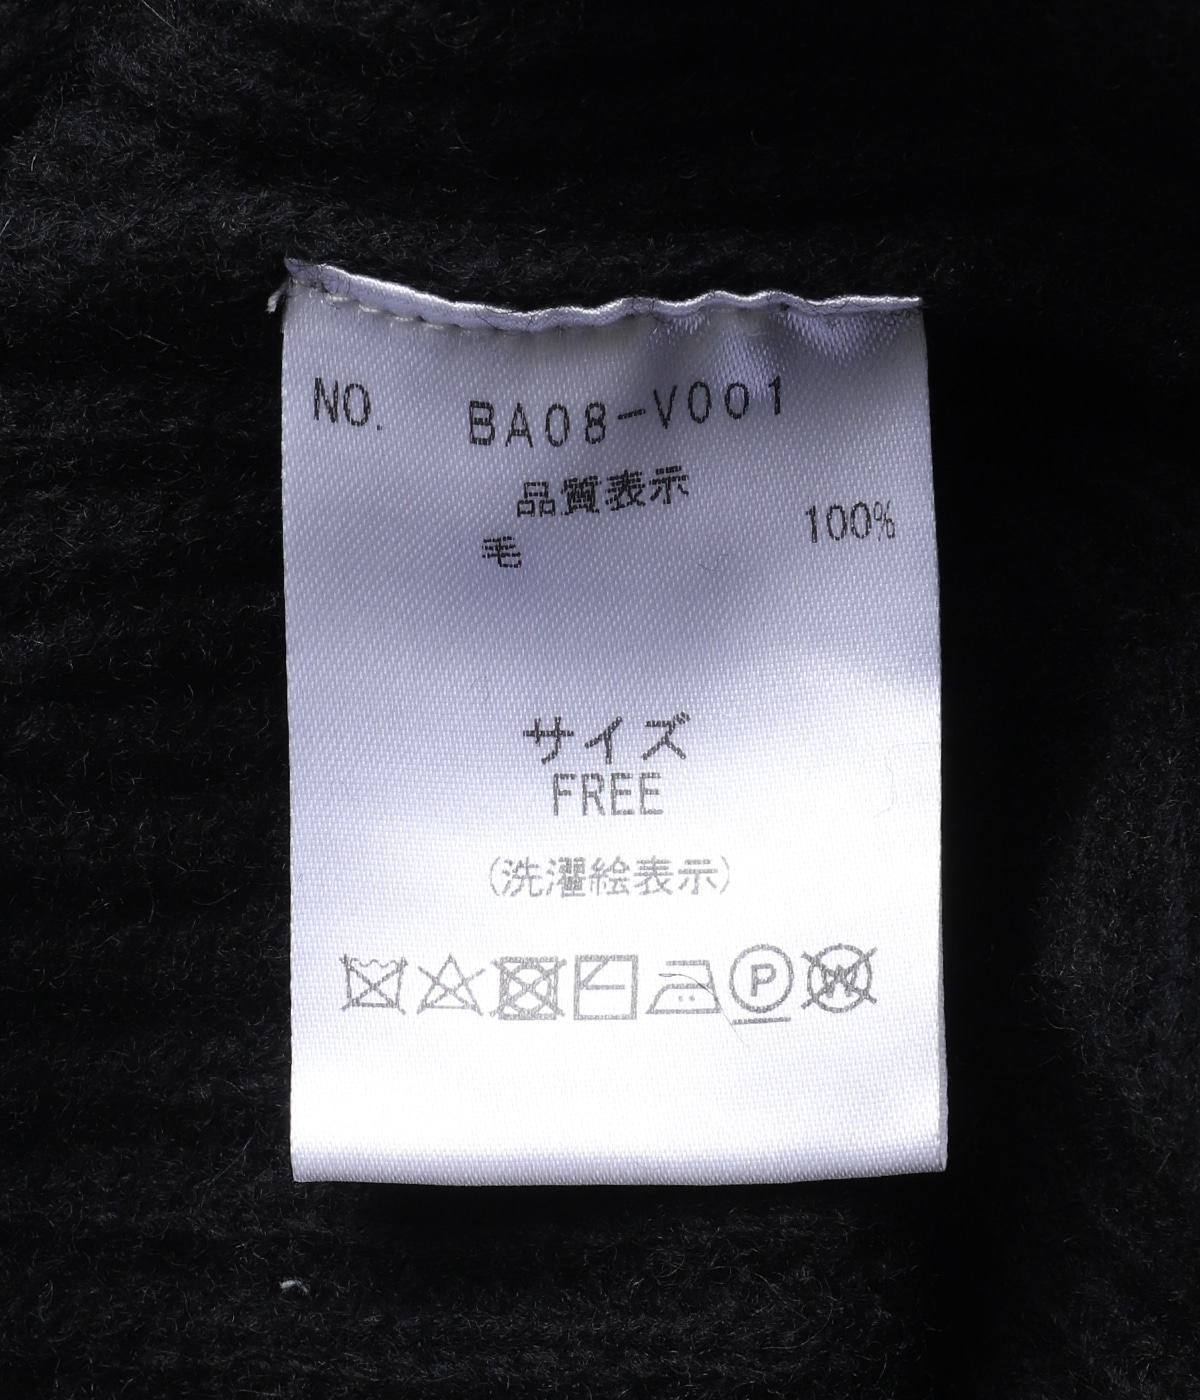 NO. BA08-V001
品質表示
毛 100%
サイズ
FREE
(洗濯絵表示)
P W